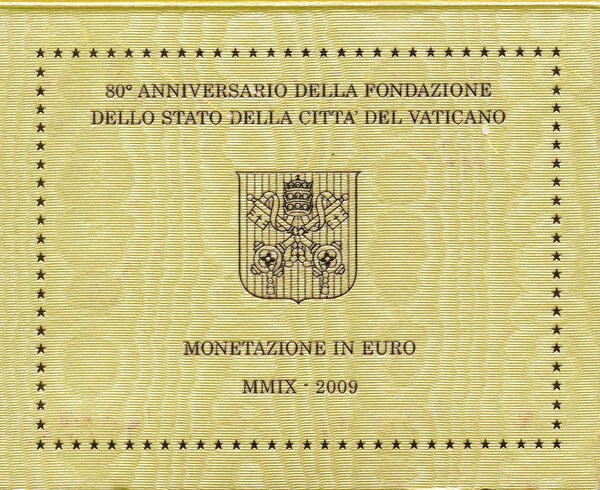 80° ANNIVERSARIO DELLA FONDAZIONE
DELLO STATO DELLA CITTA' DEL VATICANO
MONETAZIONE IN EURO
MMIX - 2009